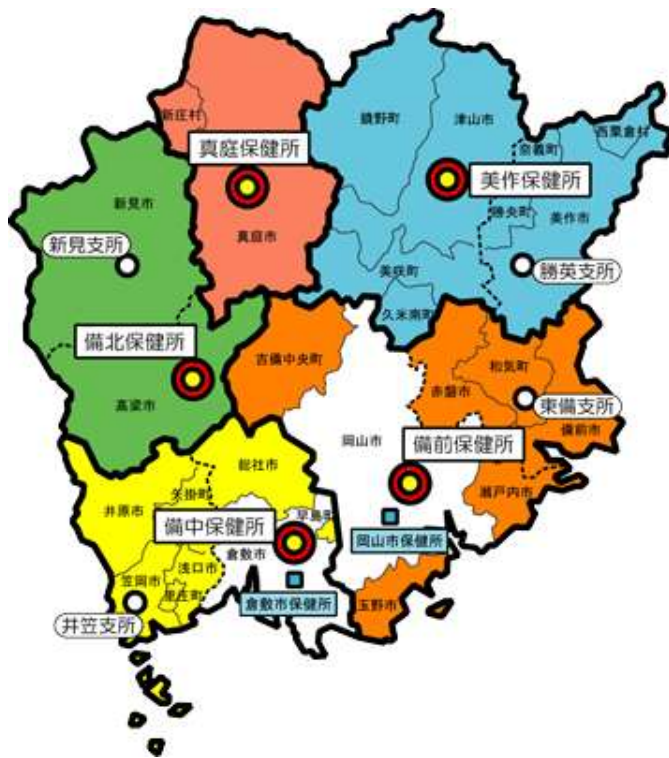 鏡野町
津山市
新庄村
西粟倉村
奈義町
真庭保健所
美作保健所
新見市
勝央町
美作市
真庭市
新見支所
勝英支所
美咲町
久米南町
備北保健所
吉備中央町
和気町
赤磐市
高梁市
東備支所
備前市
岡山市
備前保健所
総社市
矢掛町
井原市
瀬戸内市
早島町
備中保健所
岡山市保健所
倉敷市
浅口市
笠岡市
里庄町
倉敷市保健所
玉野市
井笠支所